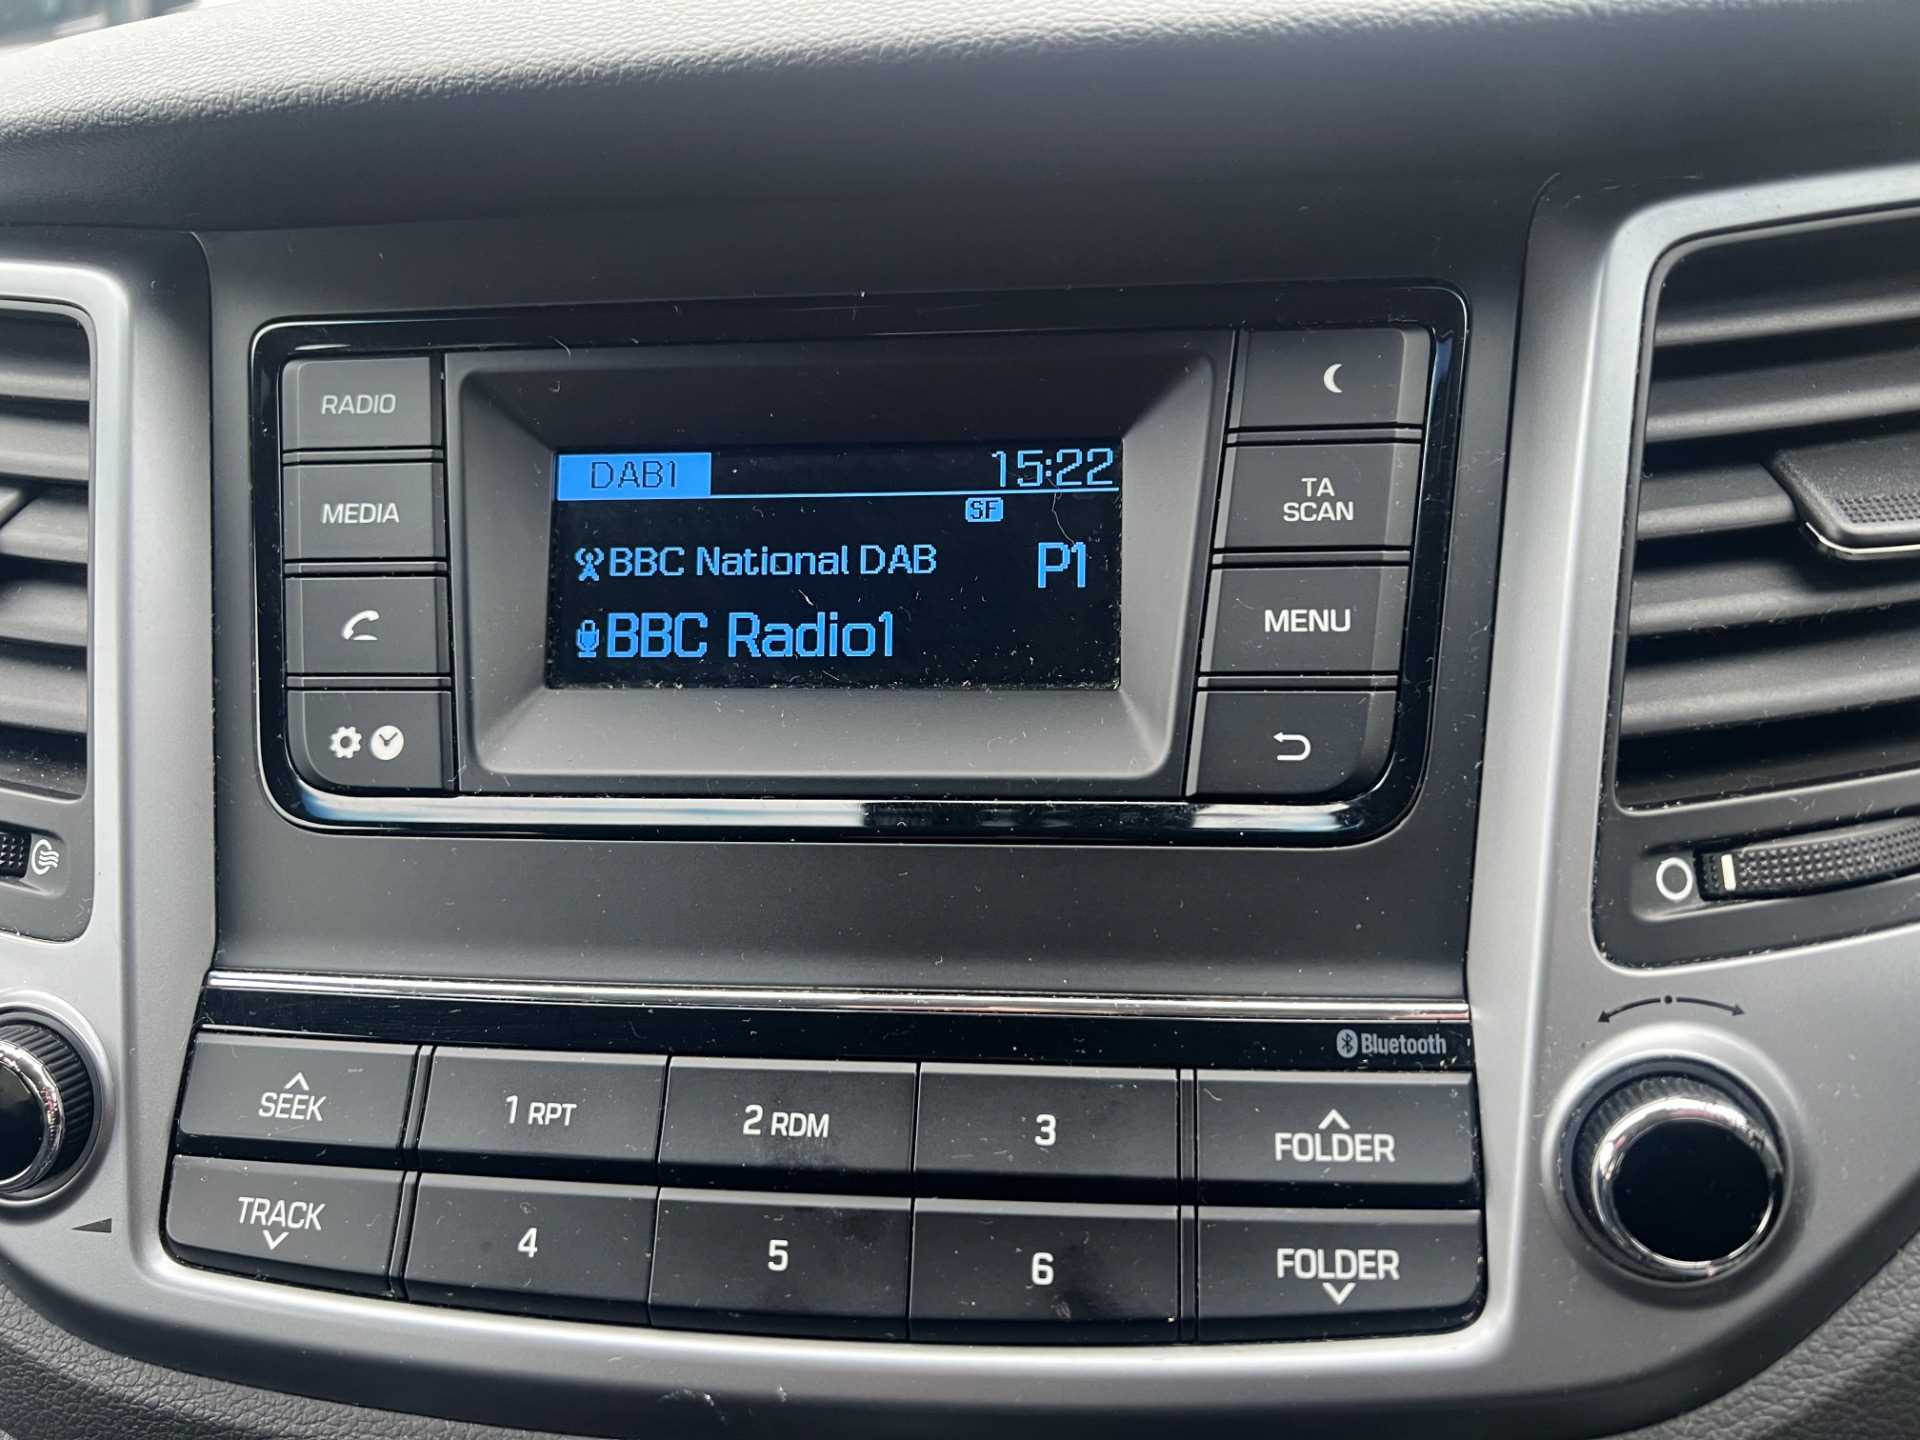 RADIO
MEDIA
DAB1
15:22
SF
BBC National DAB
P1
BBC Radio1
TA
SCAN
MENU
Bluetooth
SEEK
1 RPT
2 RDM
3
FOLDER
TRACK
4
5
6
FOLDER